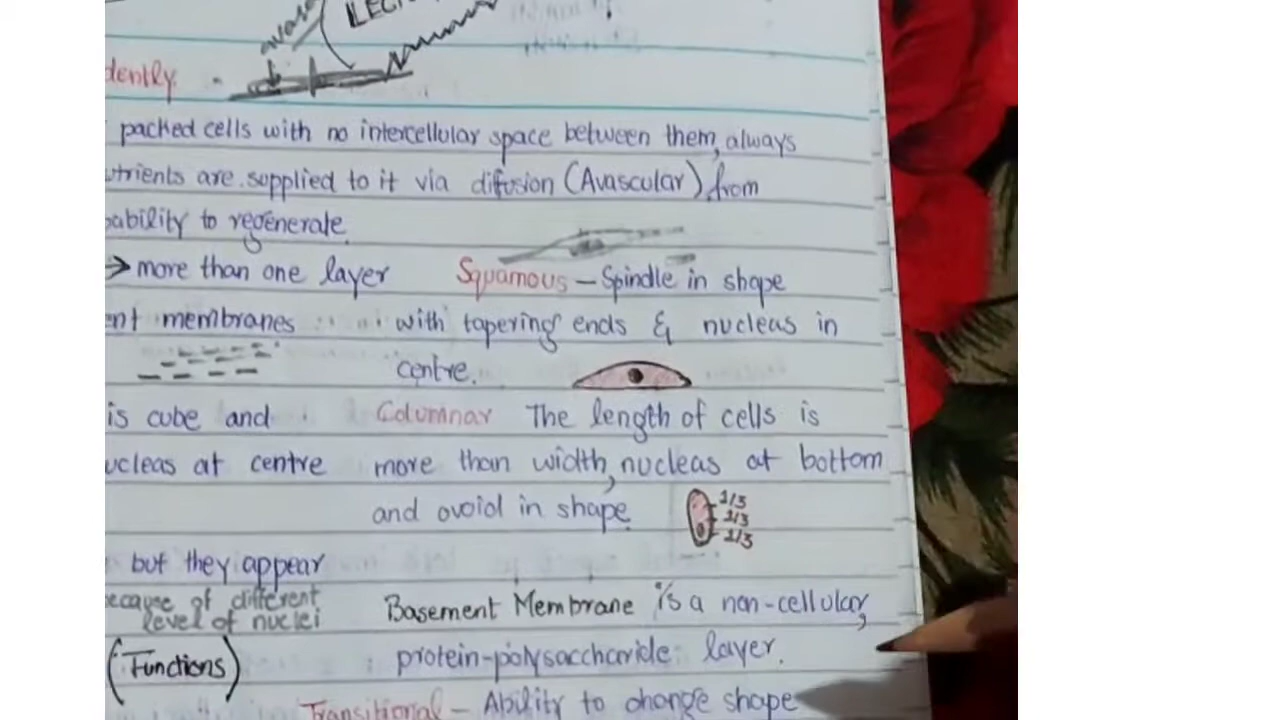 dently
packed cells with no intercellular space between them, always
utrients are supplied to it via difusion (Avascular) from
ability to regenerate.
→ more than one layer Squamous – Spindle in shape
ent membranes with tapering ends & nucleas in
centre.
is cube and Columnar The length of cells is
ucleas at centre more than width, nucleas at bottom
and ovoid in shape.
1/3
1/3
1/3
but they appear
ecause of different Basement Membrane is a non-cellular,
level of nuclei
(Functions) protein-polysaccharide layer.
Transitional – Ability to change shape